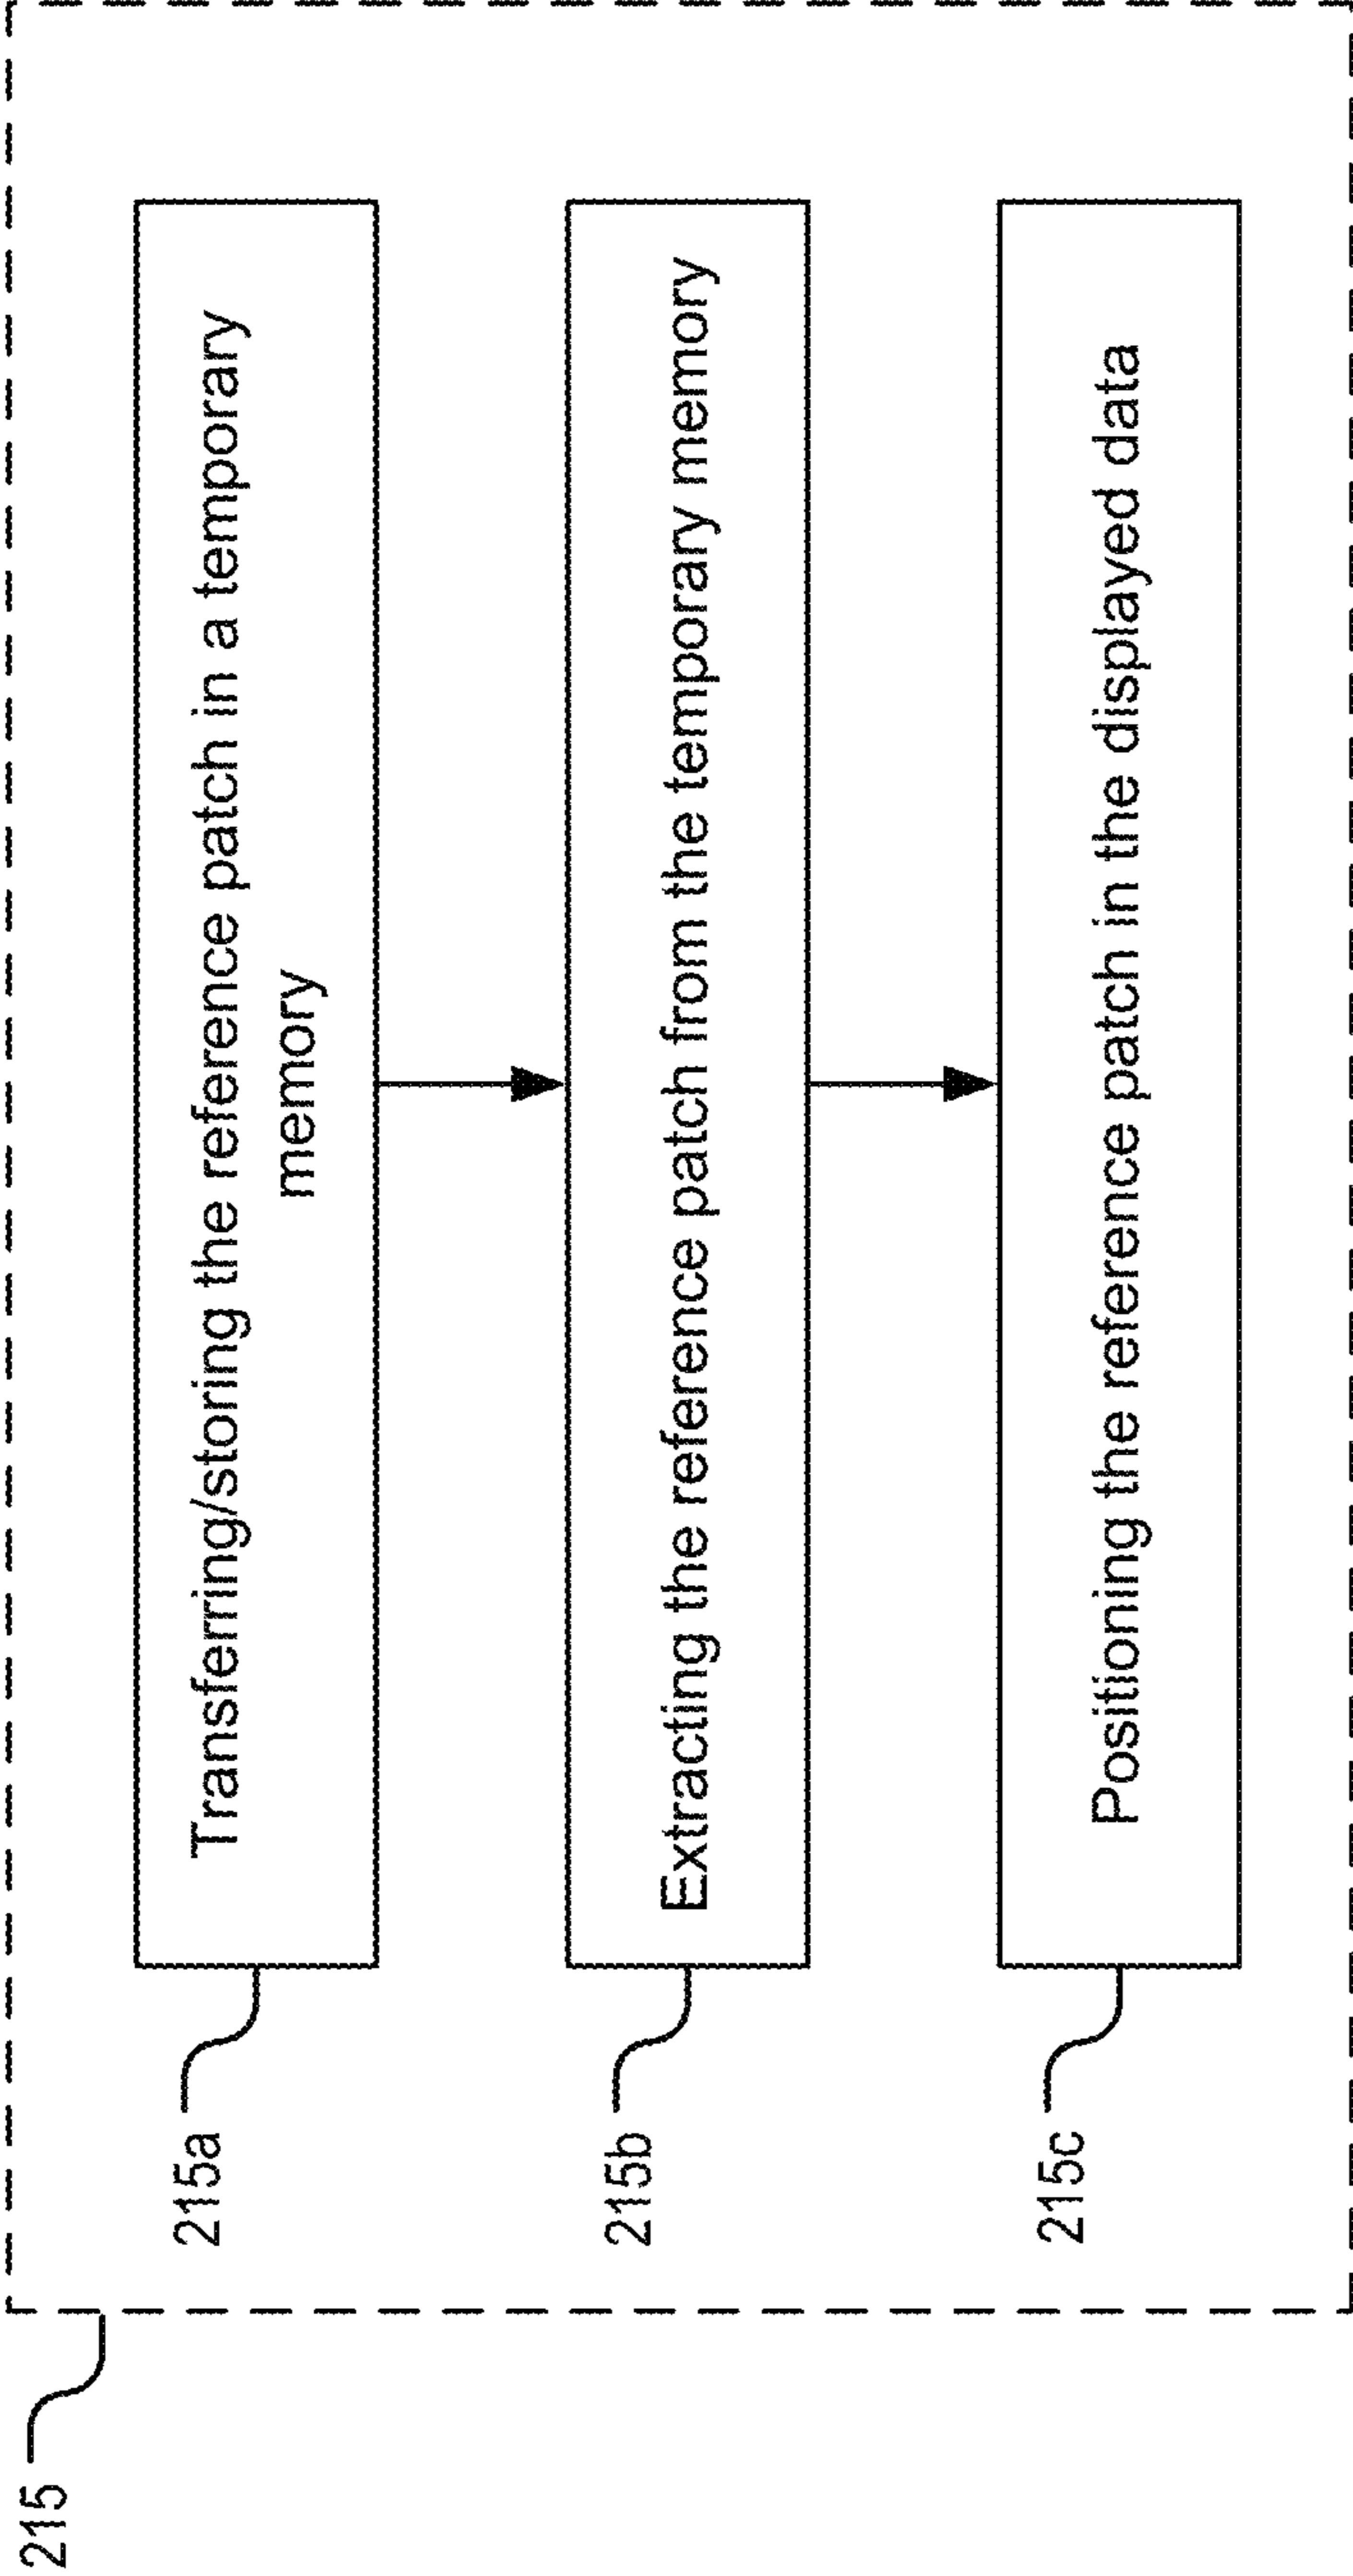 215
215a
Transferring/storing the reference patch in a temporary
memory
215b
Extracting the reference patch from the temporary memory
215c
Positioning the reference patch in the displayed data